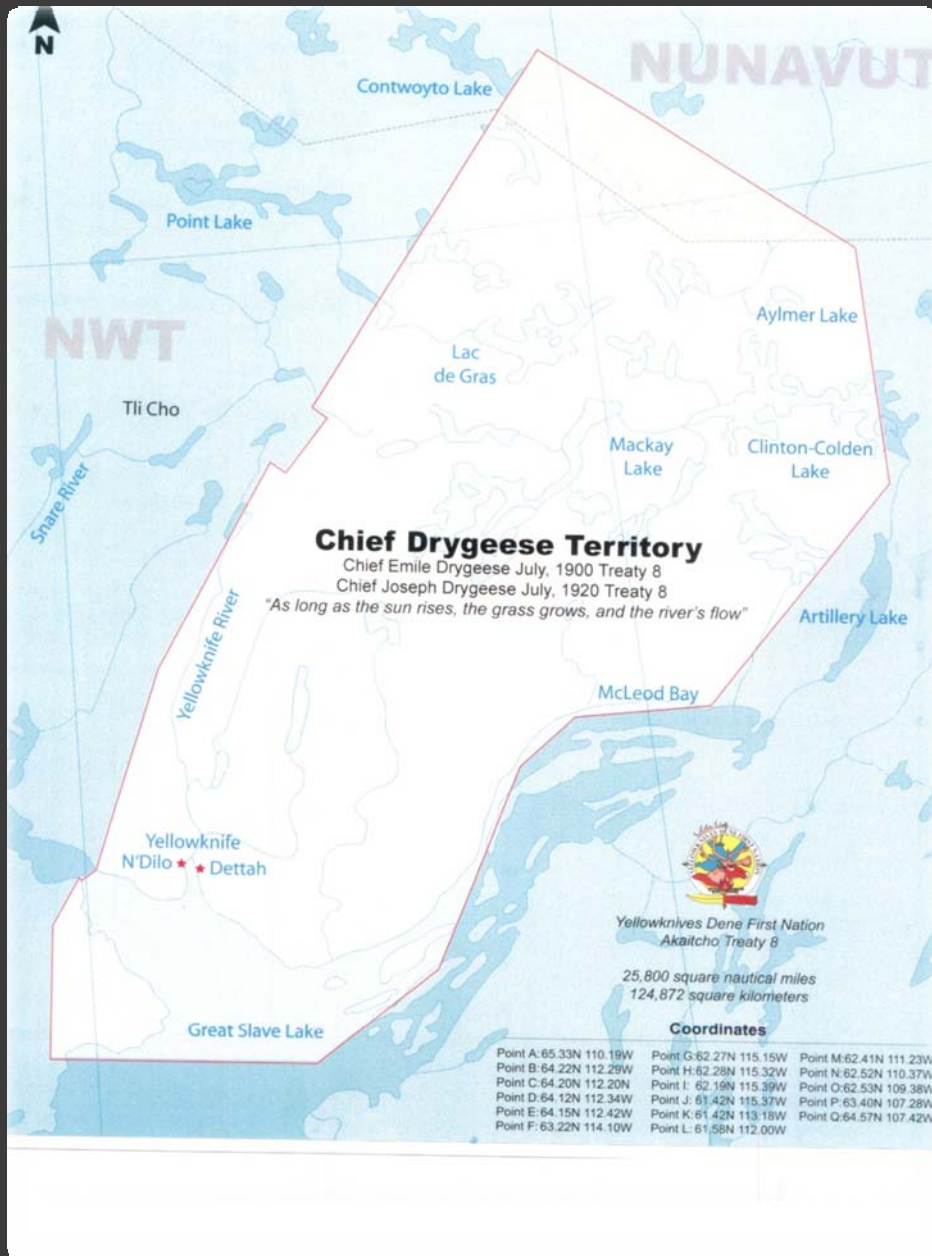 N
NUNAVUT
Contwoyto Lake
Point Lake
NWT
Aylmer Lake
Lac
de Gras
Tli Cho
Mackay
Lake
Clinton-Colden
Lake
Snare River
Chief Drygeese Territory
Chief Emile Drygeese July, 1900 Treaty 8
Chief Joseph Drygeese July, 1920 Treaty 8
"As long as the sun rises, the grass grows, and the river's flow"
Yellowknife River
Artillery Lake
McLeod Bay
Yellowknife
N'Dilo
Dettah
Yellowknives Dene First Nation
Akaitcho Treaty 8
25,800 square nautical miles
124,872 square kilometers
Great Slave Lake
Coordinates
Point A:65.33N 110.19W
Point B:64.22N 112.29W
Point C:64.20N 112.20N
Point D:64.12N 112.34W
Point E:64.15N 112.42W
Point F:63.22N 114.10W
Point G:62.27N 115.15W
Point H:62.28N 115.32W
Point I: 62.19N 115.39W
Point J: 61.42N 115.37W
Point K:61.42N 113.18W
Point L: 61.58N 112.00W
Point M:62.41N 111.23W
Point N:62.52N 110.37W
Point O:62.53N 109.38W
Point P:63.40N 107.28W
Point Q:64.57N 107.42W